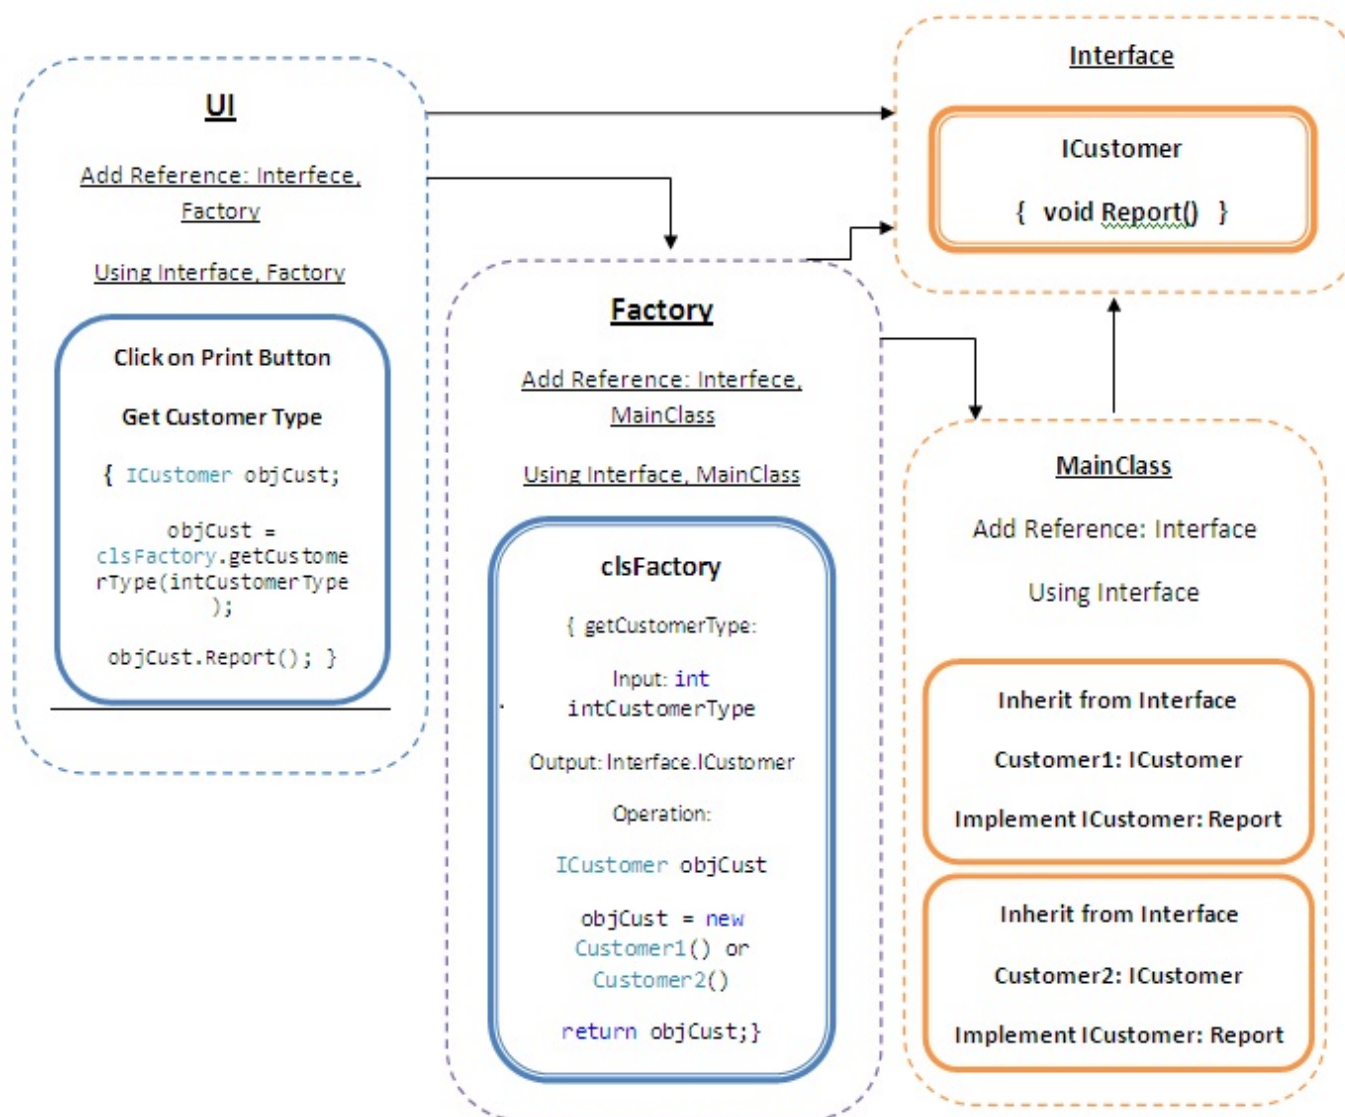 UI
Add Reference: Interfece,
Factory
Using Interface, Factory
Click on Print Button
Get Customer Type
{ ICustomer objCust;
objCust =
clsFactory.getCustome
rType(intCustomerType
);
objCust.Report(); }
Factory
Add Reference: Interfece,
MainClass
Using Interface, MainClass
clsFactory
{ getCustomerType:
Input: int
intCustomerType
Output: Interface.ICustomer
Operation:
ICustomer objCust
objCust = new
Customer1() or
Customer2()
return objCust;}
Interface
ICustomer
{ void Report() }
MainClass
Add Reference: Interface
Using Interface
Inherit from Interface
Customer1: ICustomer
Implement ICustomer: Report
Inherit from Interface
Customer2: ICustomer
Implement ICustomer: Report